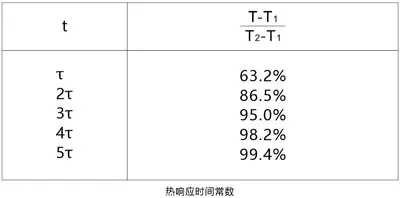 t
T-T₁
T₂-T₁
τ 63.2%
2τ 86.5%
3τ 95.0%
4τ 98.2%
5τ 99.4%
热响应时间常数